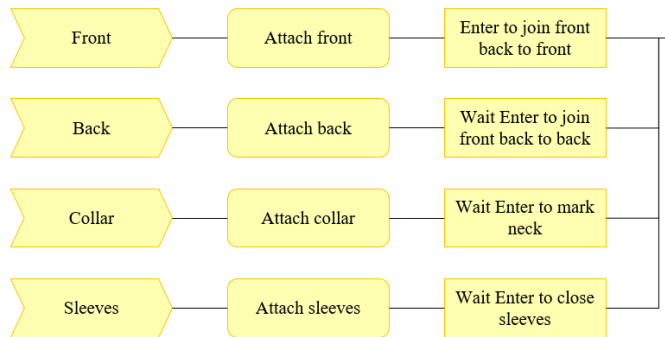 Front
Attach front
Enter to join front
back to front
Back
Attach back
Wait Enter to join
front back to back
Collar
Attach collar
Wait Enter to mark
neck
Sleeves
Attach sleeves
Wait Enter to close
sleeves